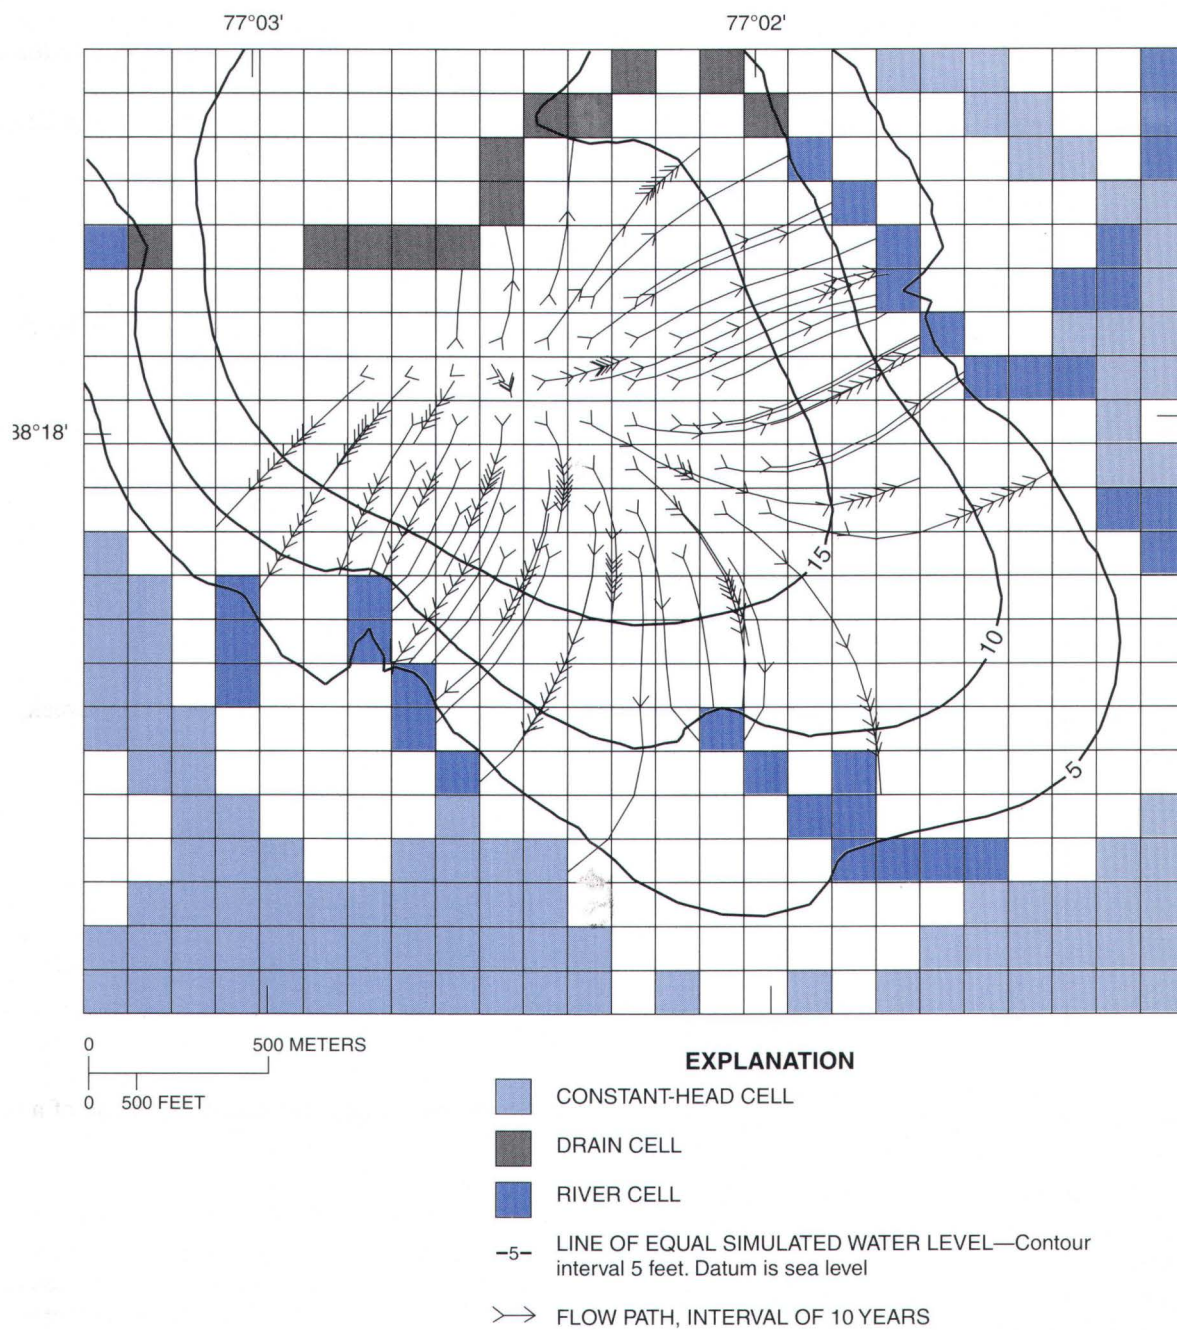 77°03' 77°02'
38°18'
15
10
5
0 500 METERS
0 500 FEET
EXPLANATION
CONSTANT-HEAD CELL
DRAIN CELL
RIVER CELL
–5– LINE OF EQUAL SIMULATED WATER LEVEL—Contour
interval 5 feet. Datum is sea level
FLOW PATH, INTERVAL OF 10 YEARS